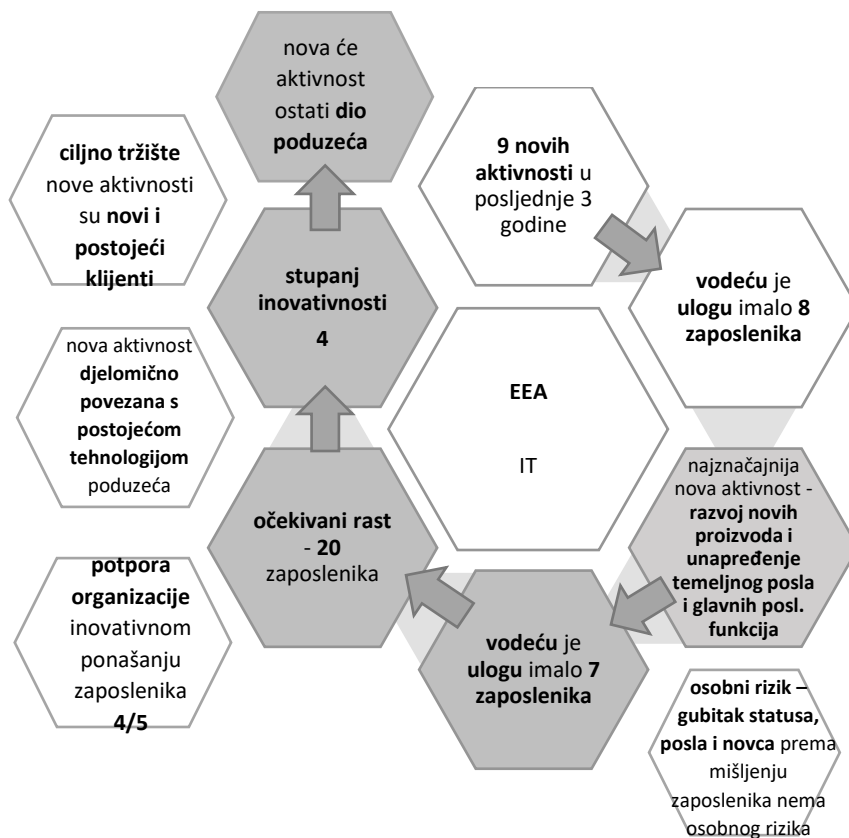 nova će
aktivnost
ostati dio
poduzeća
9 novih
aktivnosti u
posljednje 3
godine
ciljno tržište
nove aktivnosti
su novi i
postojeći
klijenti
vodeću je
ulogu imalo 8
zaposlenika
stupanj
inovativnosti
4
nova aktivnost
djelomično
povezana s
postojećom
tehnologijom
poduzeća
EEA
IT
najznačajnija
nova aktivnost -
razvoj novih
proizvoda i
unapređenje
temeljnog posla
i glavnih posl.
funkcija
očekivani rast
- 20
zaposlenika
potpora
organizacije
inovativnom
ponašanju
zaposlenika
4/5
vodeću je
ulogu imalo 7
zaposlenika
osobni rizik –
gubitak statusa,
posla i novca prema
mišljenju
zaposlenika nema
osobnog rizika